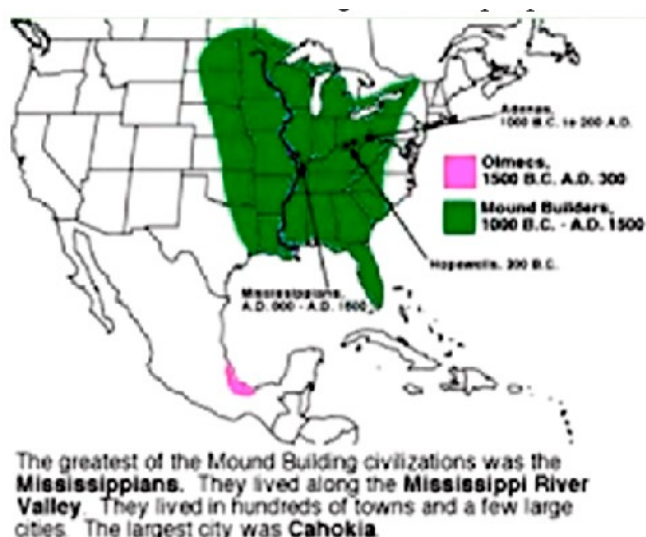 Adenas,
1000 B.C. to 200 A.D.
Olmecs,
1500 B.C. A.D. 300
Mound Builders,
1000 B.C. - A.D. 1500
Hopewells, 200 B.C.
Mississippians,
A.D.
The greatest of the Mound Building civilizations was the
Mississippians. They lived along the Mississippi River
Valley. They lived in hundreds of towns and a few large
cities. The largest city was Cahokia.